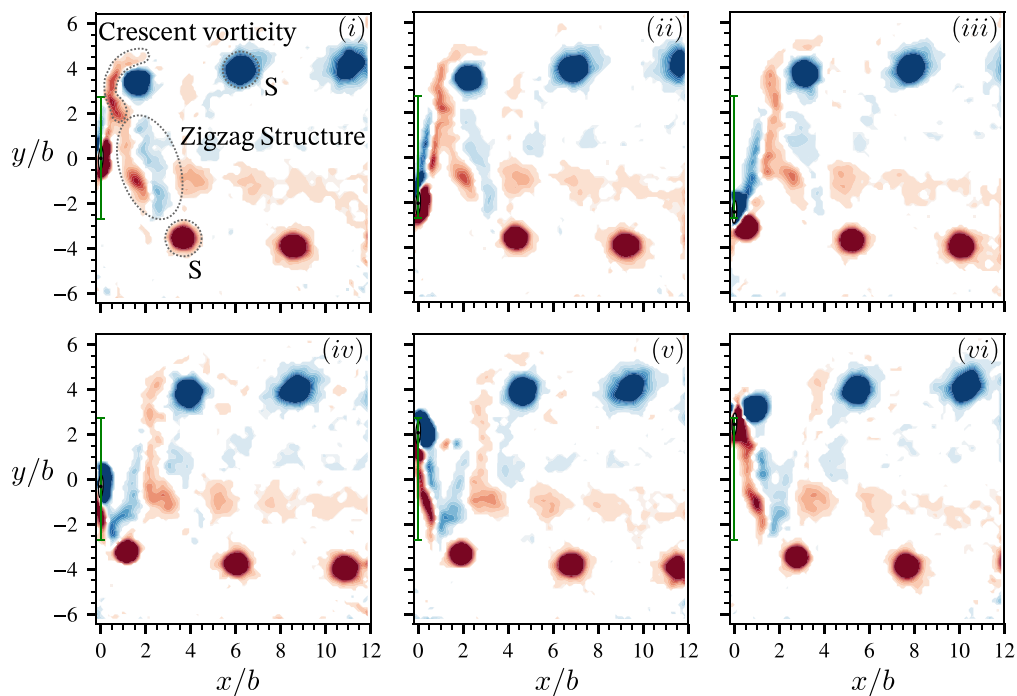 (i)
(ii)
(iii)
Crescent vorticity
S
Zigzag Structure
S
y/b
6
4
2
0
−2
−4
−6
(iv)
(v)
(vi)
y/b
6
4
2
0
−2
−4
−6
0 2 4 6 8 10 12
0 2 4 6 8 10 12
0 2 4 6 8 10 12
x/b
x/b
x/b